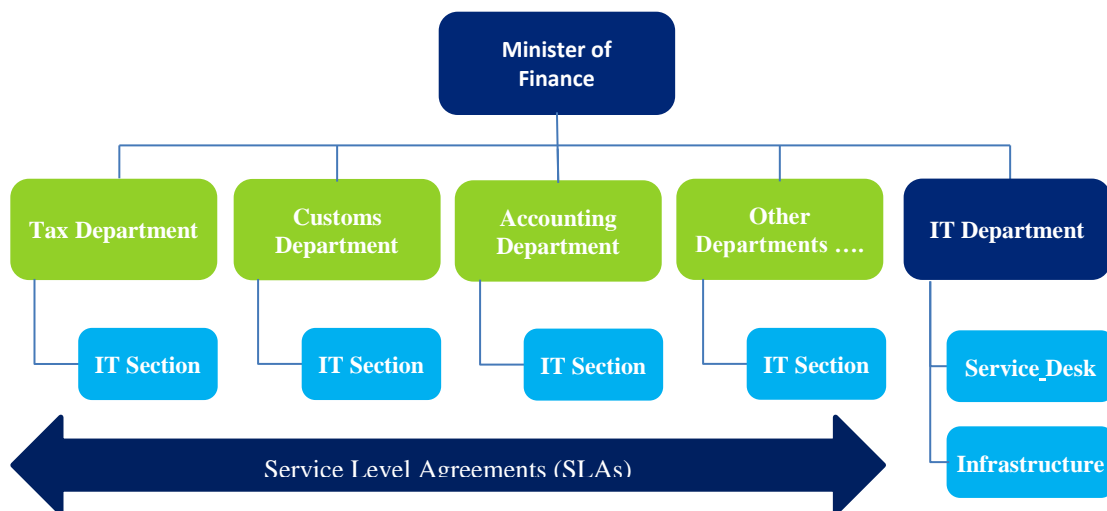 Minister of
Finance
Tax Department
Customs
Department
Accounting
Department
Other
Departments ….
IT Department
IT Section
IT Section
IT Section
IT Section
Service Desk
Infrastructure
Service Level Agreements (SLAs)